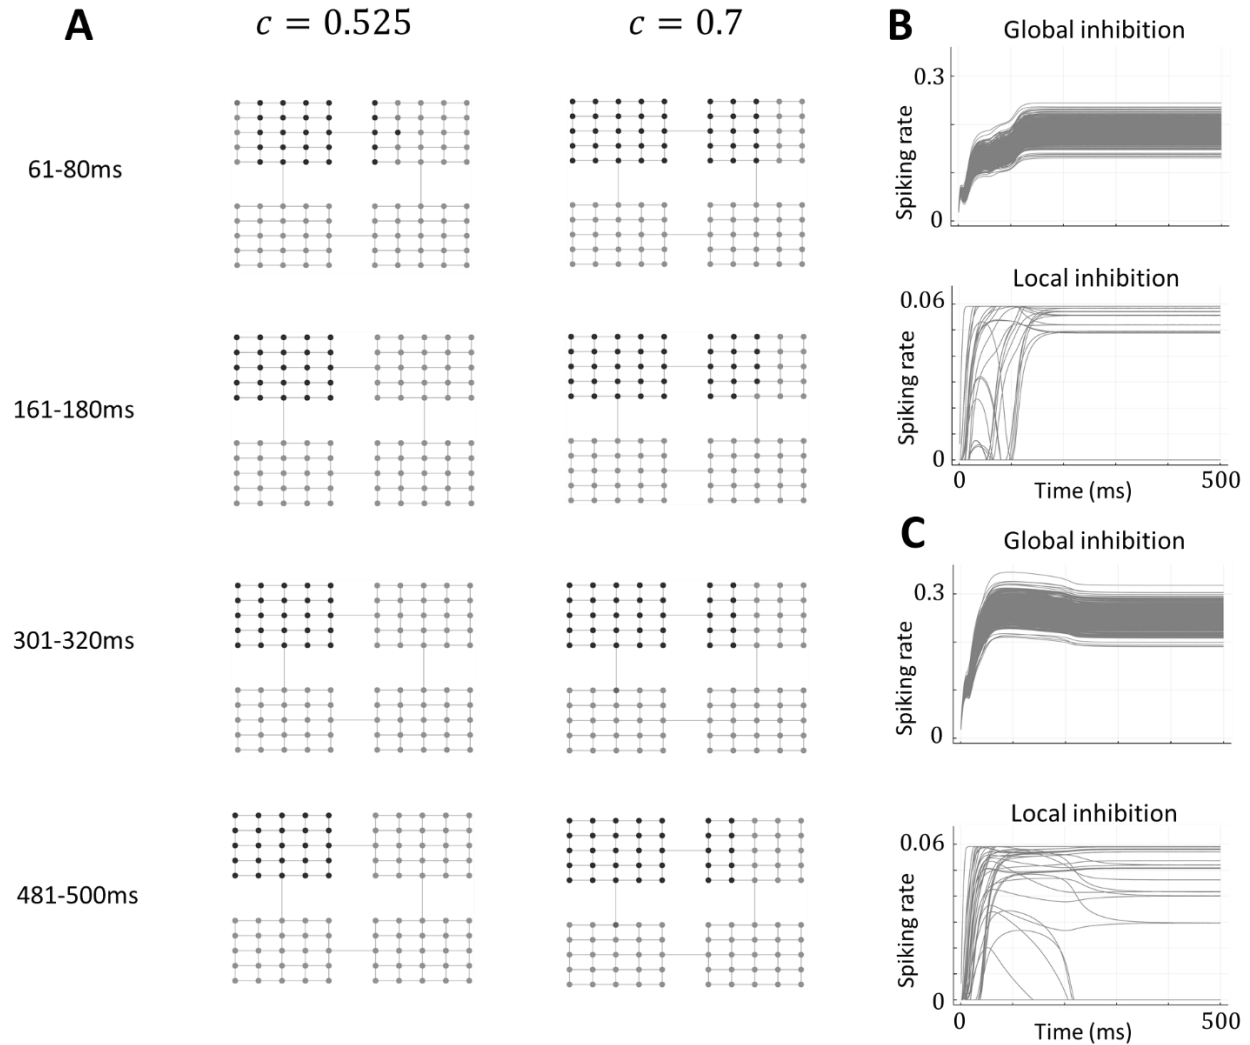 A
c = 0.525
c = 0.7
61-80ms
161-180ms
301-320ms
481-500ms
B
Global inhibition
0.3
Spiking rate
0
Local inhibition
0.06
Spiking rate
0
0
500
Time (ms)
C
Global inhibition
0.3
Spiking rate
0
Local inhibition
0.06
Spiking rate
0
0
500
Time (ms)